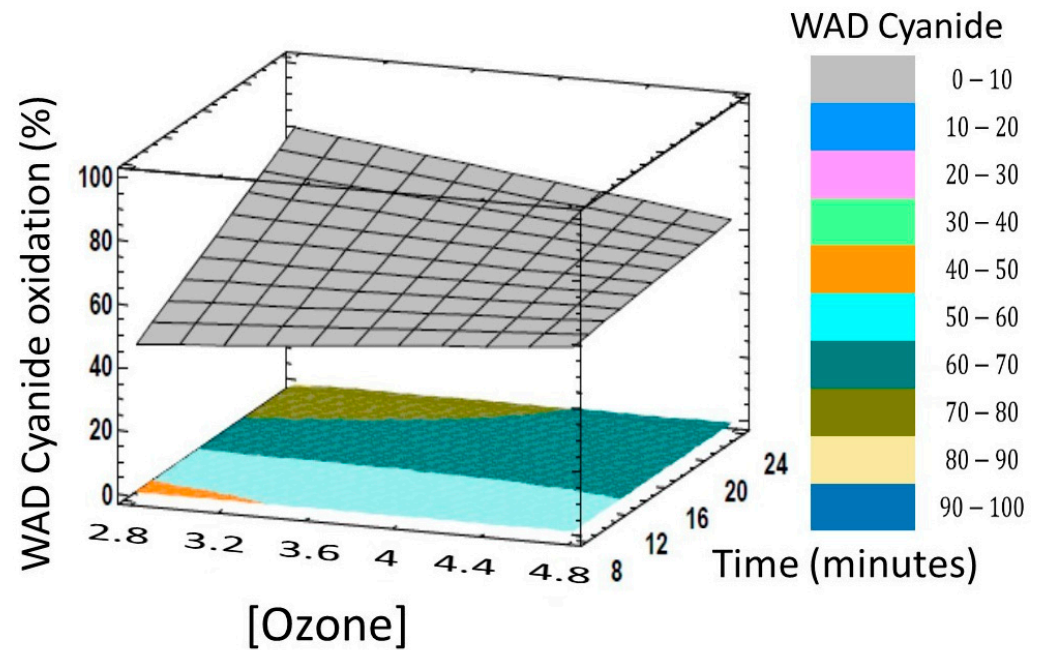 WAD Cyanide
0 – 10
10 – 20
20 – 30
30 – 40
40 – 50
50 – 60
60 – 70
70 – 80
80 – 90
90 – 100
WAD Cyanide oxidation (%)
100
80
60
40
20
0
2.8 3.2 3.6 4 4.4 4.8
[Ozone]
8 12 16 20 24
Time (minutes)